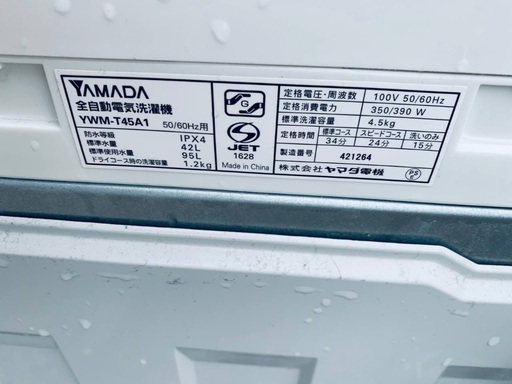 YAMADA
全自動電気洗濯機
YWM-T45A1 50/60Hz用
防水等級 IPX4
標準水量 42L
標準使用水量 95L
ドライコース時の洗濯容量 1.2kg
G
JET
1628
Made in China
定格電圧・周波数 100V 50/60Hz
定格消費電力 350/390 W
標準洗濯容量 4.5kg
定格時間 標準コース スピードコース 洗いのみ
34分 24分 15分
製造番号 421264
株式会社ヤマダ電機
PS E